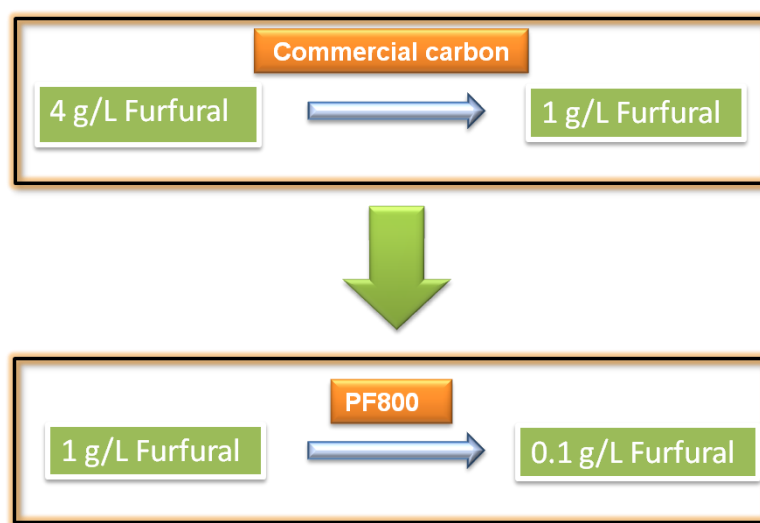 Commercial carbon
4 g/L Furfural
1 g/L Furfural
PF800
1 g/L Furfural
0.1 g/L Furfural